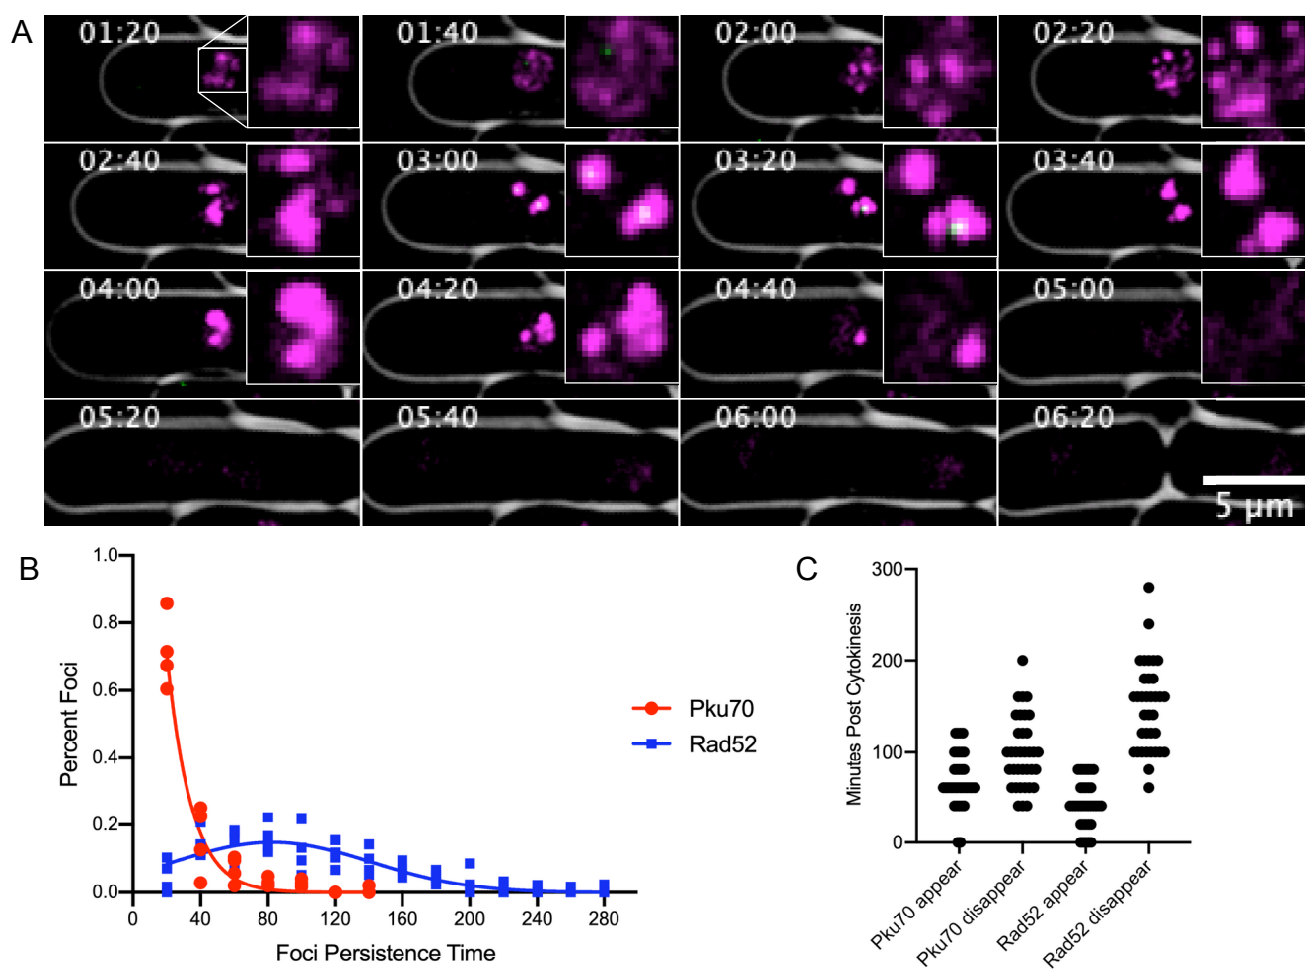 A
01:20 01:40 02:00 02:20
02:40 03:00 03:20 03:40
04:00 04:20 04:40 05:00
05:20 05:40 06:00 06:20
5 µm
B
1.0
0.8
0.6
0.4
0.2
0.0
0 40 80 120 160 200 240 280
Percent Foci
Foci Persistence Time
Pku70
Rad52
C
300
200
100
0
Minutes Post Cytokinesis
Pku70 appear
Pku70 disappear
Rad52 appear
Rad52 disappear